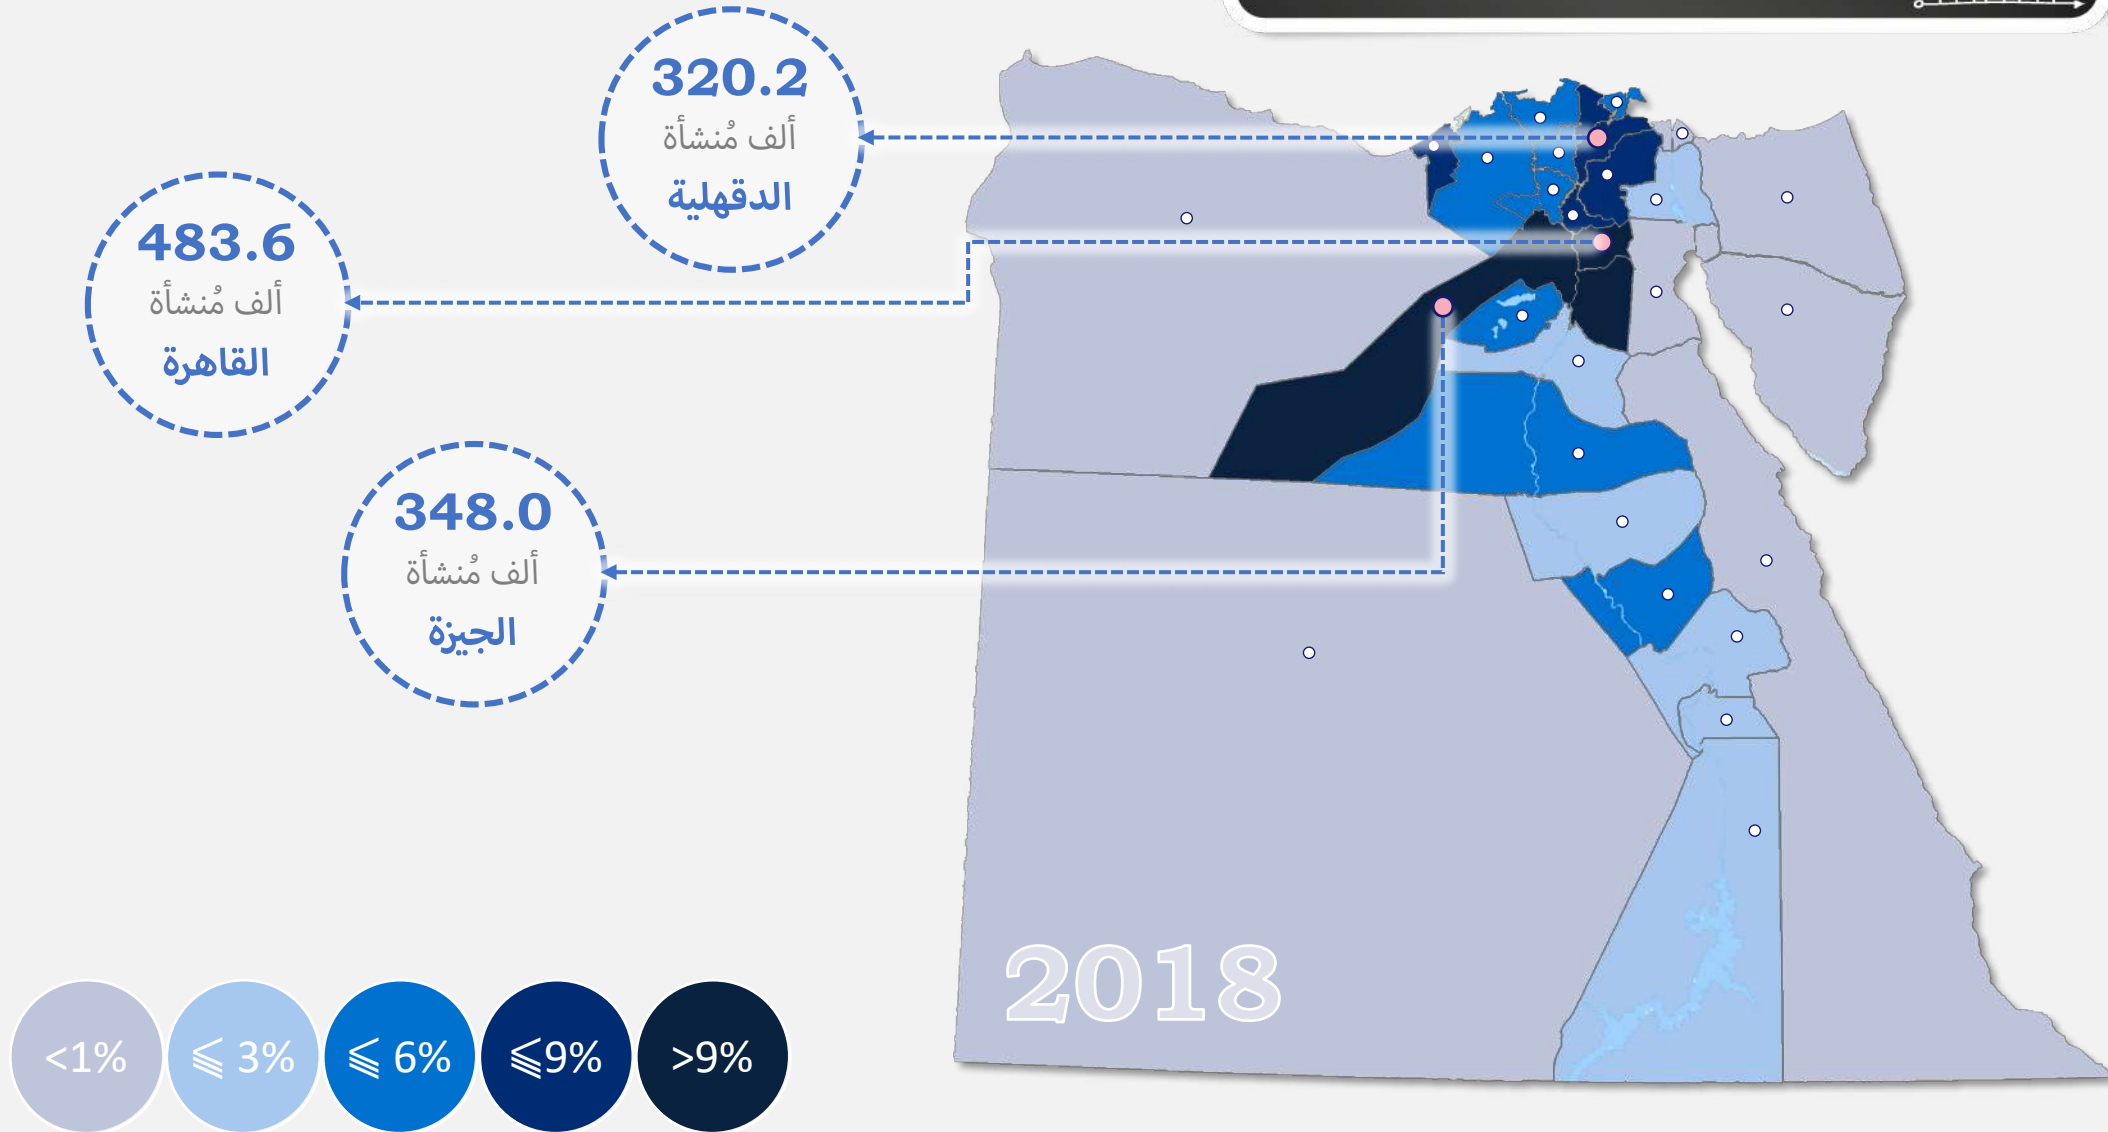 320.2
ألف مُنشأة
الدقهلية
483.6
ألف مُنشأة
القاهرة
348.0
ألف مُنشأة
الجيزة
2018
<1%
⩽ 3%
⩽ 6%
⩽9%
>9%